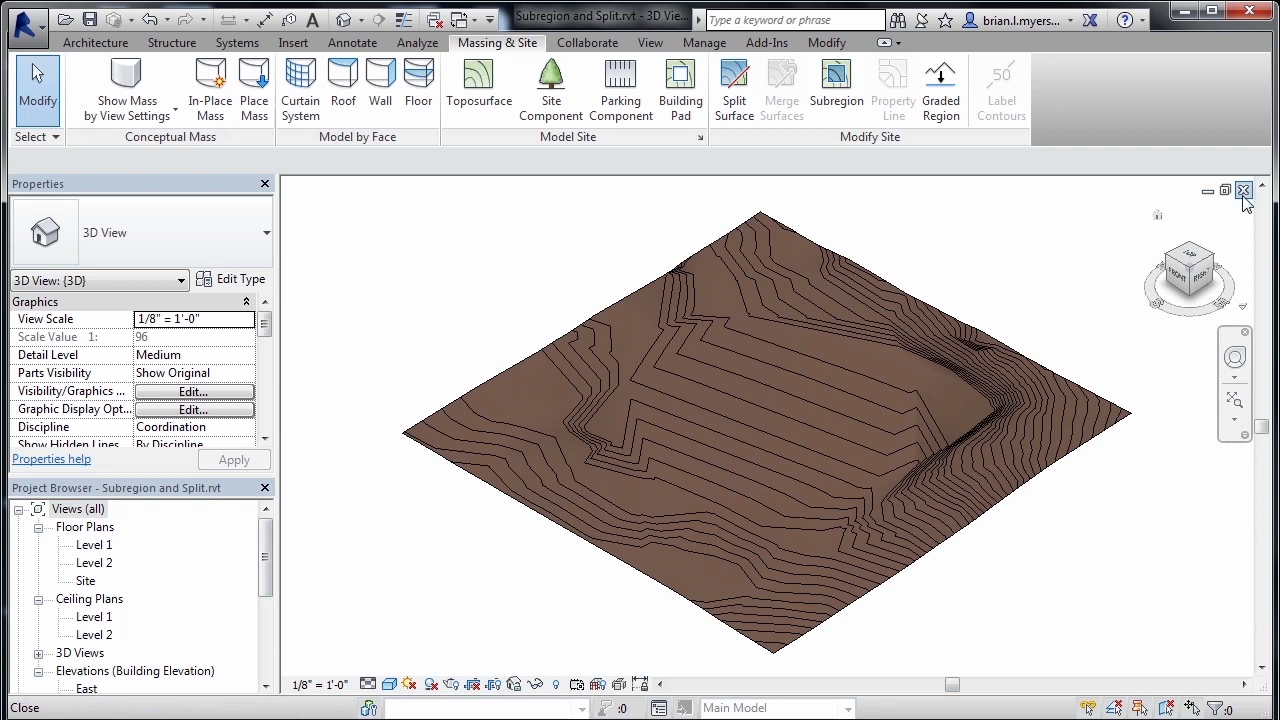 Subregion and Split.rvt - 3D Vie...
Type a keyword or phrase
brian.l.myers...
Architecture Structure Systems Insert Annotate Analyze Massing & Site Collaborate View Manage Add-Ins Modify
Modify
Show Mass
by View Settings
In-Place
Mass
Place
Mass
Curtain
System
Roof
Wall
Floor
Toposurface
Site
Component
Parking
Component
Building
Pad
Split
Surface
Merge
Surfaces
Subregion
Property
Line
Graded
Region
50
Label
Contours
Select
Conceptual Mass
Model by Face
Model Site
Modify Site
Properties
3D View
3D View: {3D}
Edit Type
Graphics
View Scale 1/8" = 1'-0"
Scale Value 1: 96
Detail Level Medium
Parts Visibility Show Original
Visibility/Graphics ... Edit...
Graphic Display Opt... Edit...
Discipline Coordination
Show Hidden Lines By Discipline
Properties help
Apply
Project Browser - Subregion and Split.rvt
Views (all)
Floor Plans
Level 1
Level 2
Site
Ceiling Plans
Level 1
Level 2
3D Views
Elevations (Building Elevation)
East
TOP
FRONT
RIGHT
1/8" = 1'-0"
Close
:0
Main Model
:0